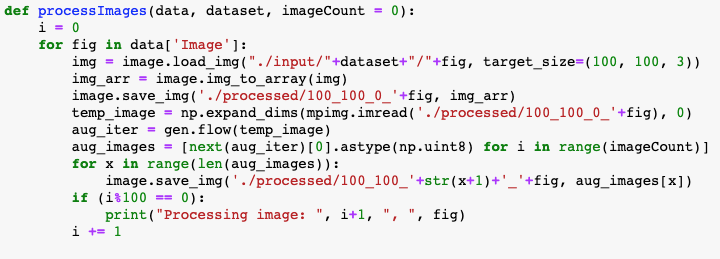 def processImages(data, dataset, imageCount = 0):
    i = 0
    for fig in data['Image']:
        img = image.load_img("./input/"+dataset+"/"+fig, target_size=(100, 100, 3))
        img_arr = image.img_to_array(img)
        image.save_img('./processed/100_100_0_'+fig, img_arr)
        temp_image = np.expand_dims(mpimg.imread('./processed/100_100_0_'+fig), 0)
        aug_iter = gen.flow(temp_image)
        aug_images = [next(aug_iter)[0].astype(np.uint8) for i in range(imageCount)]
        for x in range(len(aug_images)):
            image.save_img('./processed/100_100_'+str(x+1)+'_'+fig, aug_images[x])
        if (i%100 == 0):
            print("Processing image: ", i+1, ", ", fig)
        i += 1